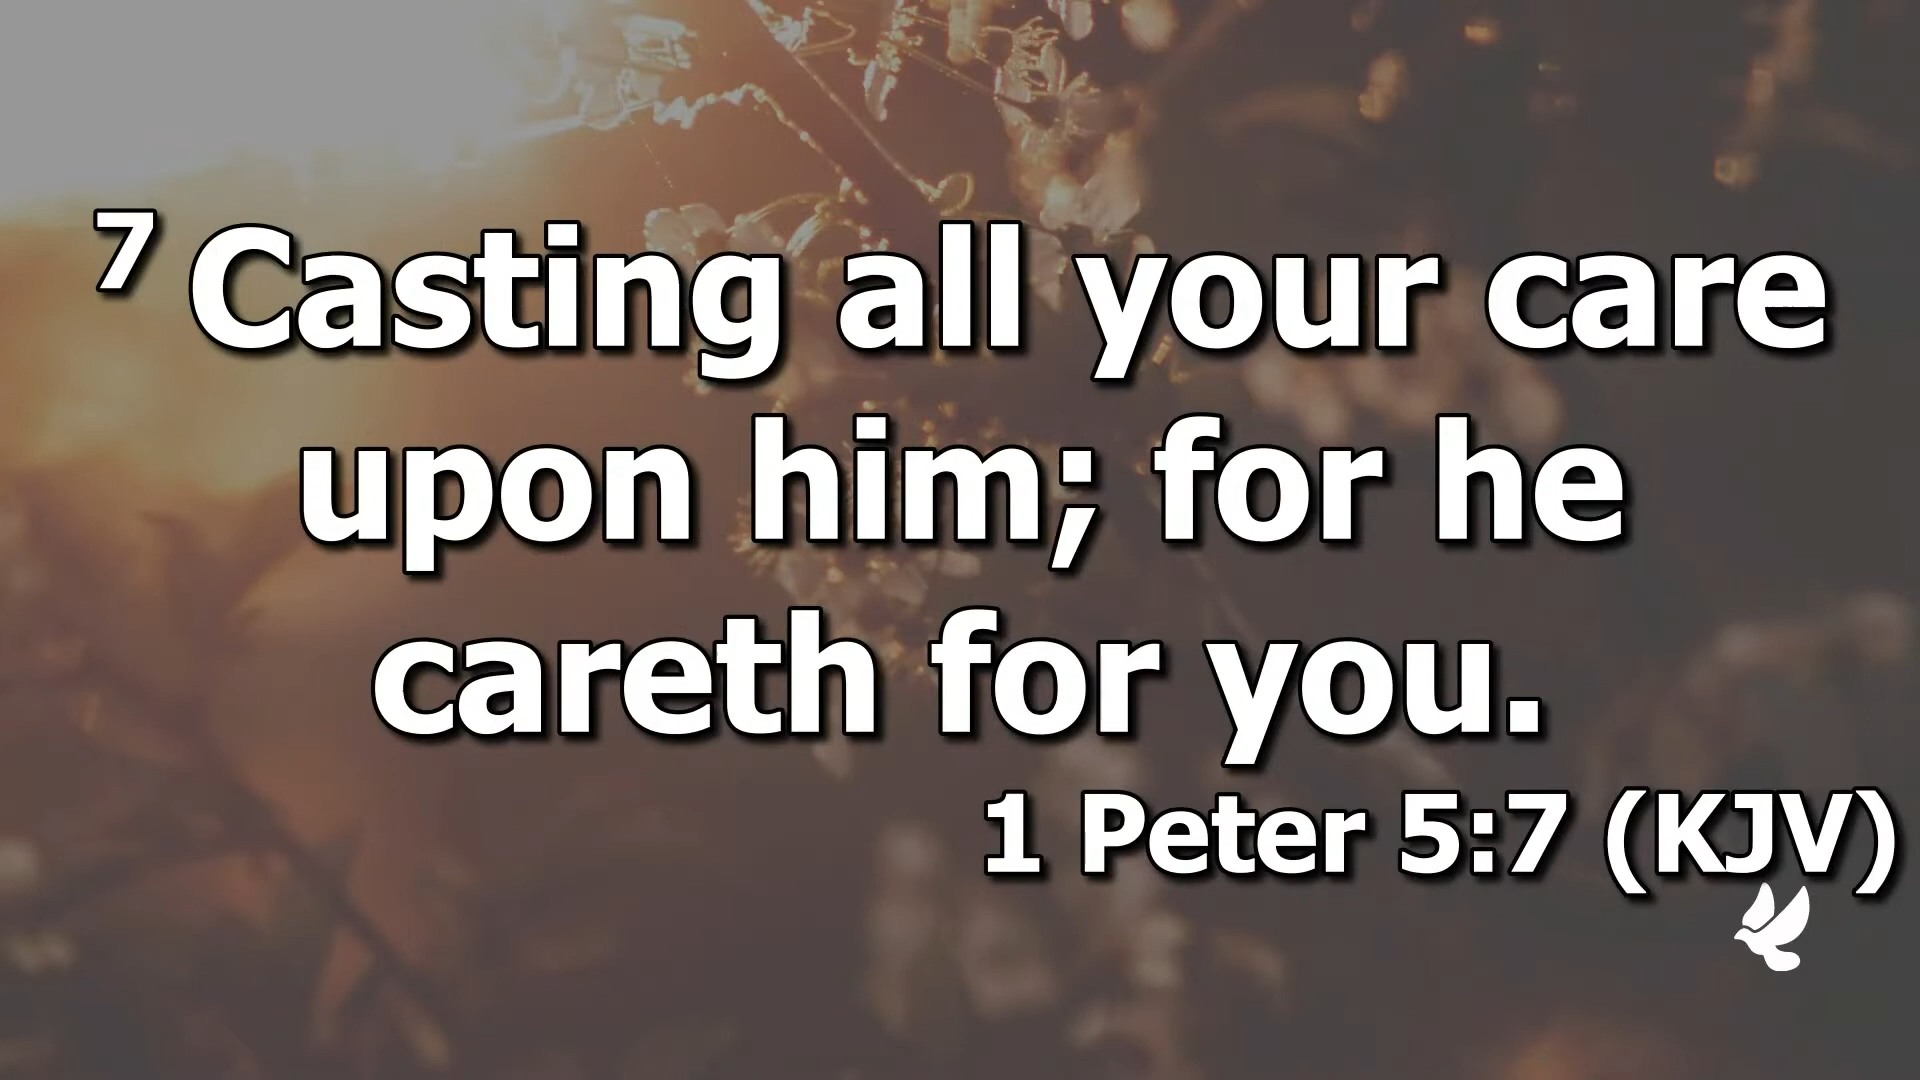 7 Casting all your care
upon him; for he
careth for you.
1 Peter 5:7 (KJV)